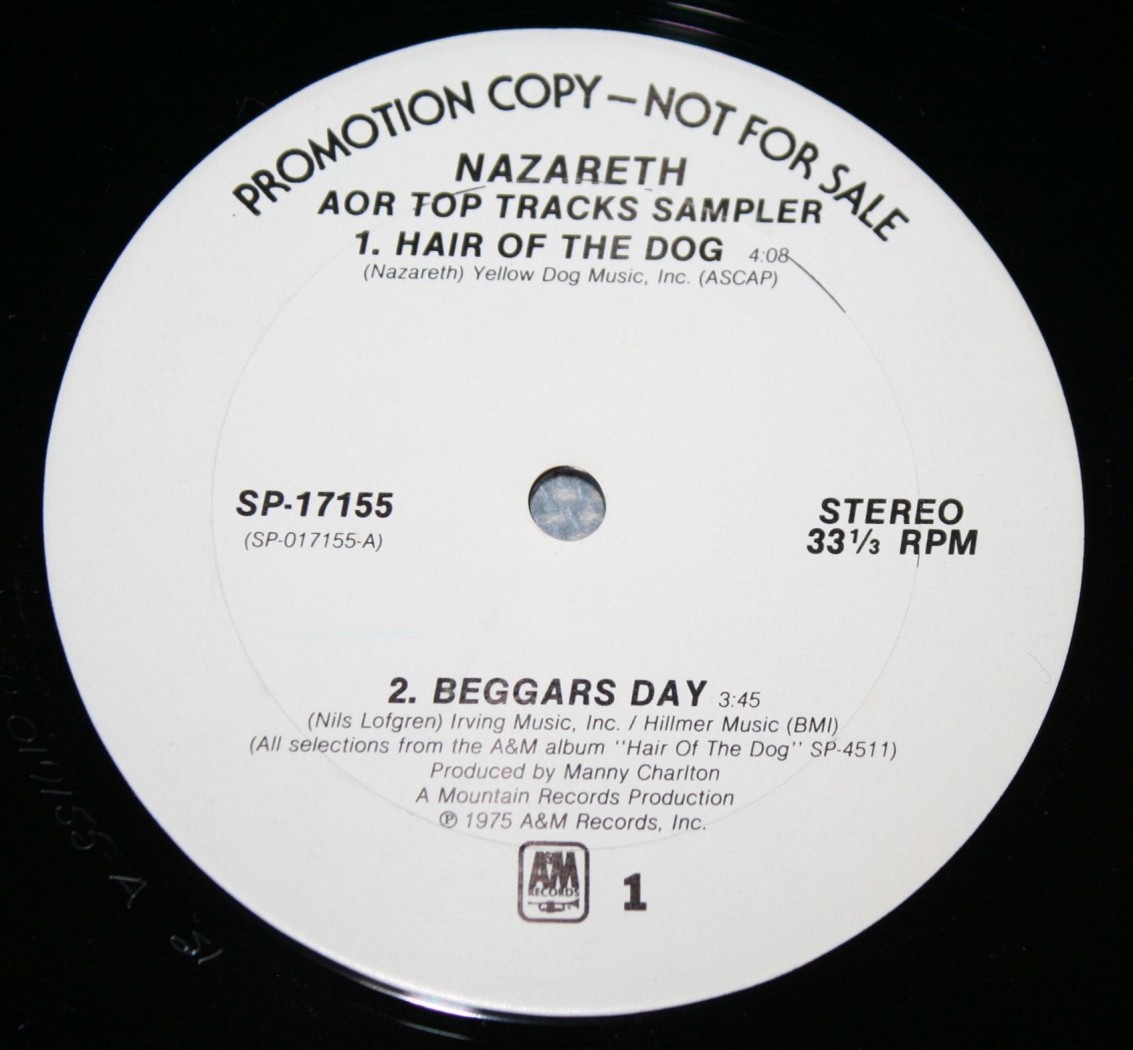 PROMOTION COPY – NOT FOR SALE
NAZARETH
AOR TOP TRACKS SAMPLER
1. HAIR OF THE DOG 4:08
(Nazareth) Yellow Dog Music, Inc. (ASCAP)
SP-17155
(SP-017155-A)
STEREO
33 1/3 RPM
2. BEGGARS DAY 3:45
(Nils Lofgren) Irving Music, Inc. / Hillmer Music (BMI)
(All selections from the A&M album "Hair Of The Dog" SP-4511)
Produced by Manny Charlton
A Mountain Records Production
℗ 1975 A&M Records, Inc.
A&M
RECORDS
1